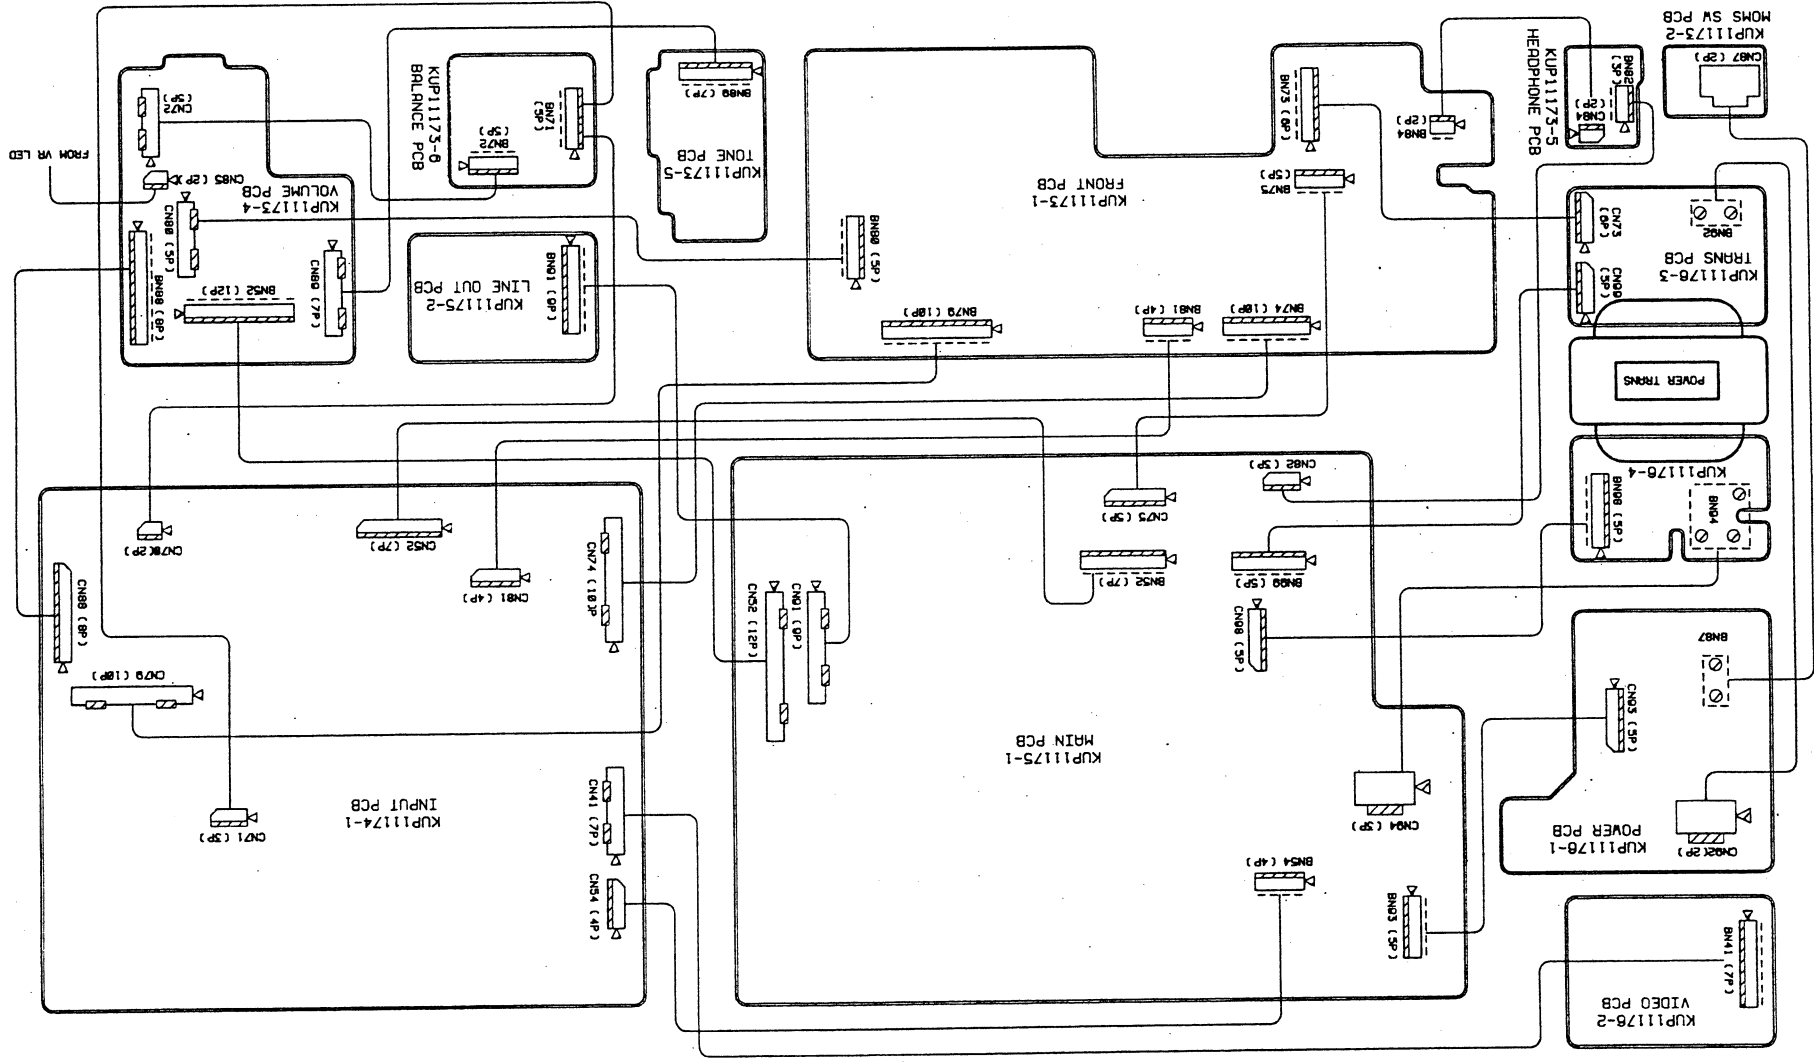 KUP11173-2
MOMS SW PCB
CN87 (2P)
KUP11173-5
HEADPHONE PCB
BN82
(3P)
CN84
(2P)
BN84
(2P)
BN73 (6P)
BN75
(5P)
KUP11173-1
FRONT PCB
BN80 (5P)
BN79 (10P)
BN81 (4P)
BN74 (10P)
BN89 (7P)
KUP11173-5
TONE PCB
KUP11173-6
BALANCE PCB
BN71
(5P)
BN72
(5P)
CN72
(5P)
FROM VR LED
CN85 (2P)
KUP11173-4
VOLUME PCB
CN80 (5P)
BN88 (8P)
BN52 (12P)
CN89 (7P)
KUP11175-2
LINE OUT PCB
BN91 (9P)
BN92
CN73
(6P)
KUP11176-3
TRANS PCB
CN99
(5P)
POWER TRANS
KUP11176-4
BN98 (5P)
BN94
CN82 (3P)
CN75 (5P)
BN52 (7P)
BN99 (5P)
CN98 (5P)
CN52 (12P)
CN91 (9P)
KUP11175-1
MAIN PCB
CN94 (3P)
BN54 (4P)
BN93 (5P)
CN78(2P)
CN52 (7P)
CN81 (4P)
CN74 (10)P
CN88 (8P)
CN79 (10P)
CN71 (3P)
KUP11174-1
INPUT PCB
CN41 (7P)
CN54 (4P)
BN87
CN93 (5P)
KUP11176-1
POWER PCB
CN92(2P)
BN41 (7P)
KUP11176-2
VIDEO PCB